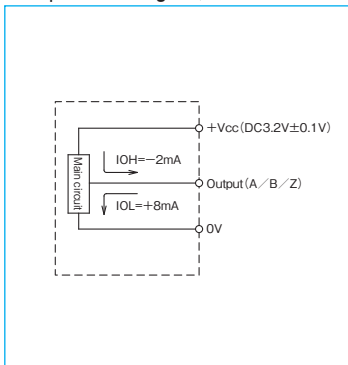 +Vcc(DC3.2V±0.1V)
IOH=−2mA
Main circuit
Output(A／B／Z)
IOL=+8mA
0V